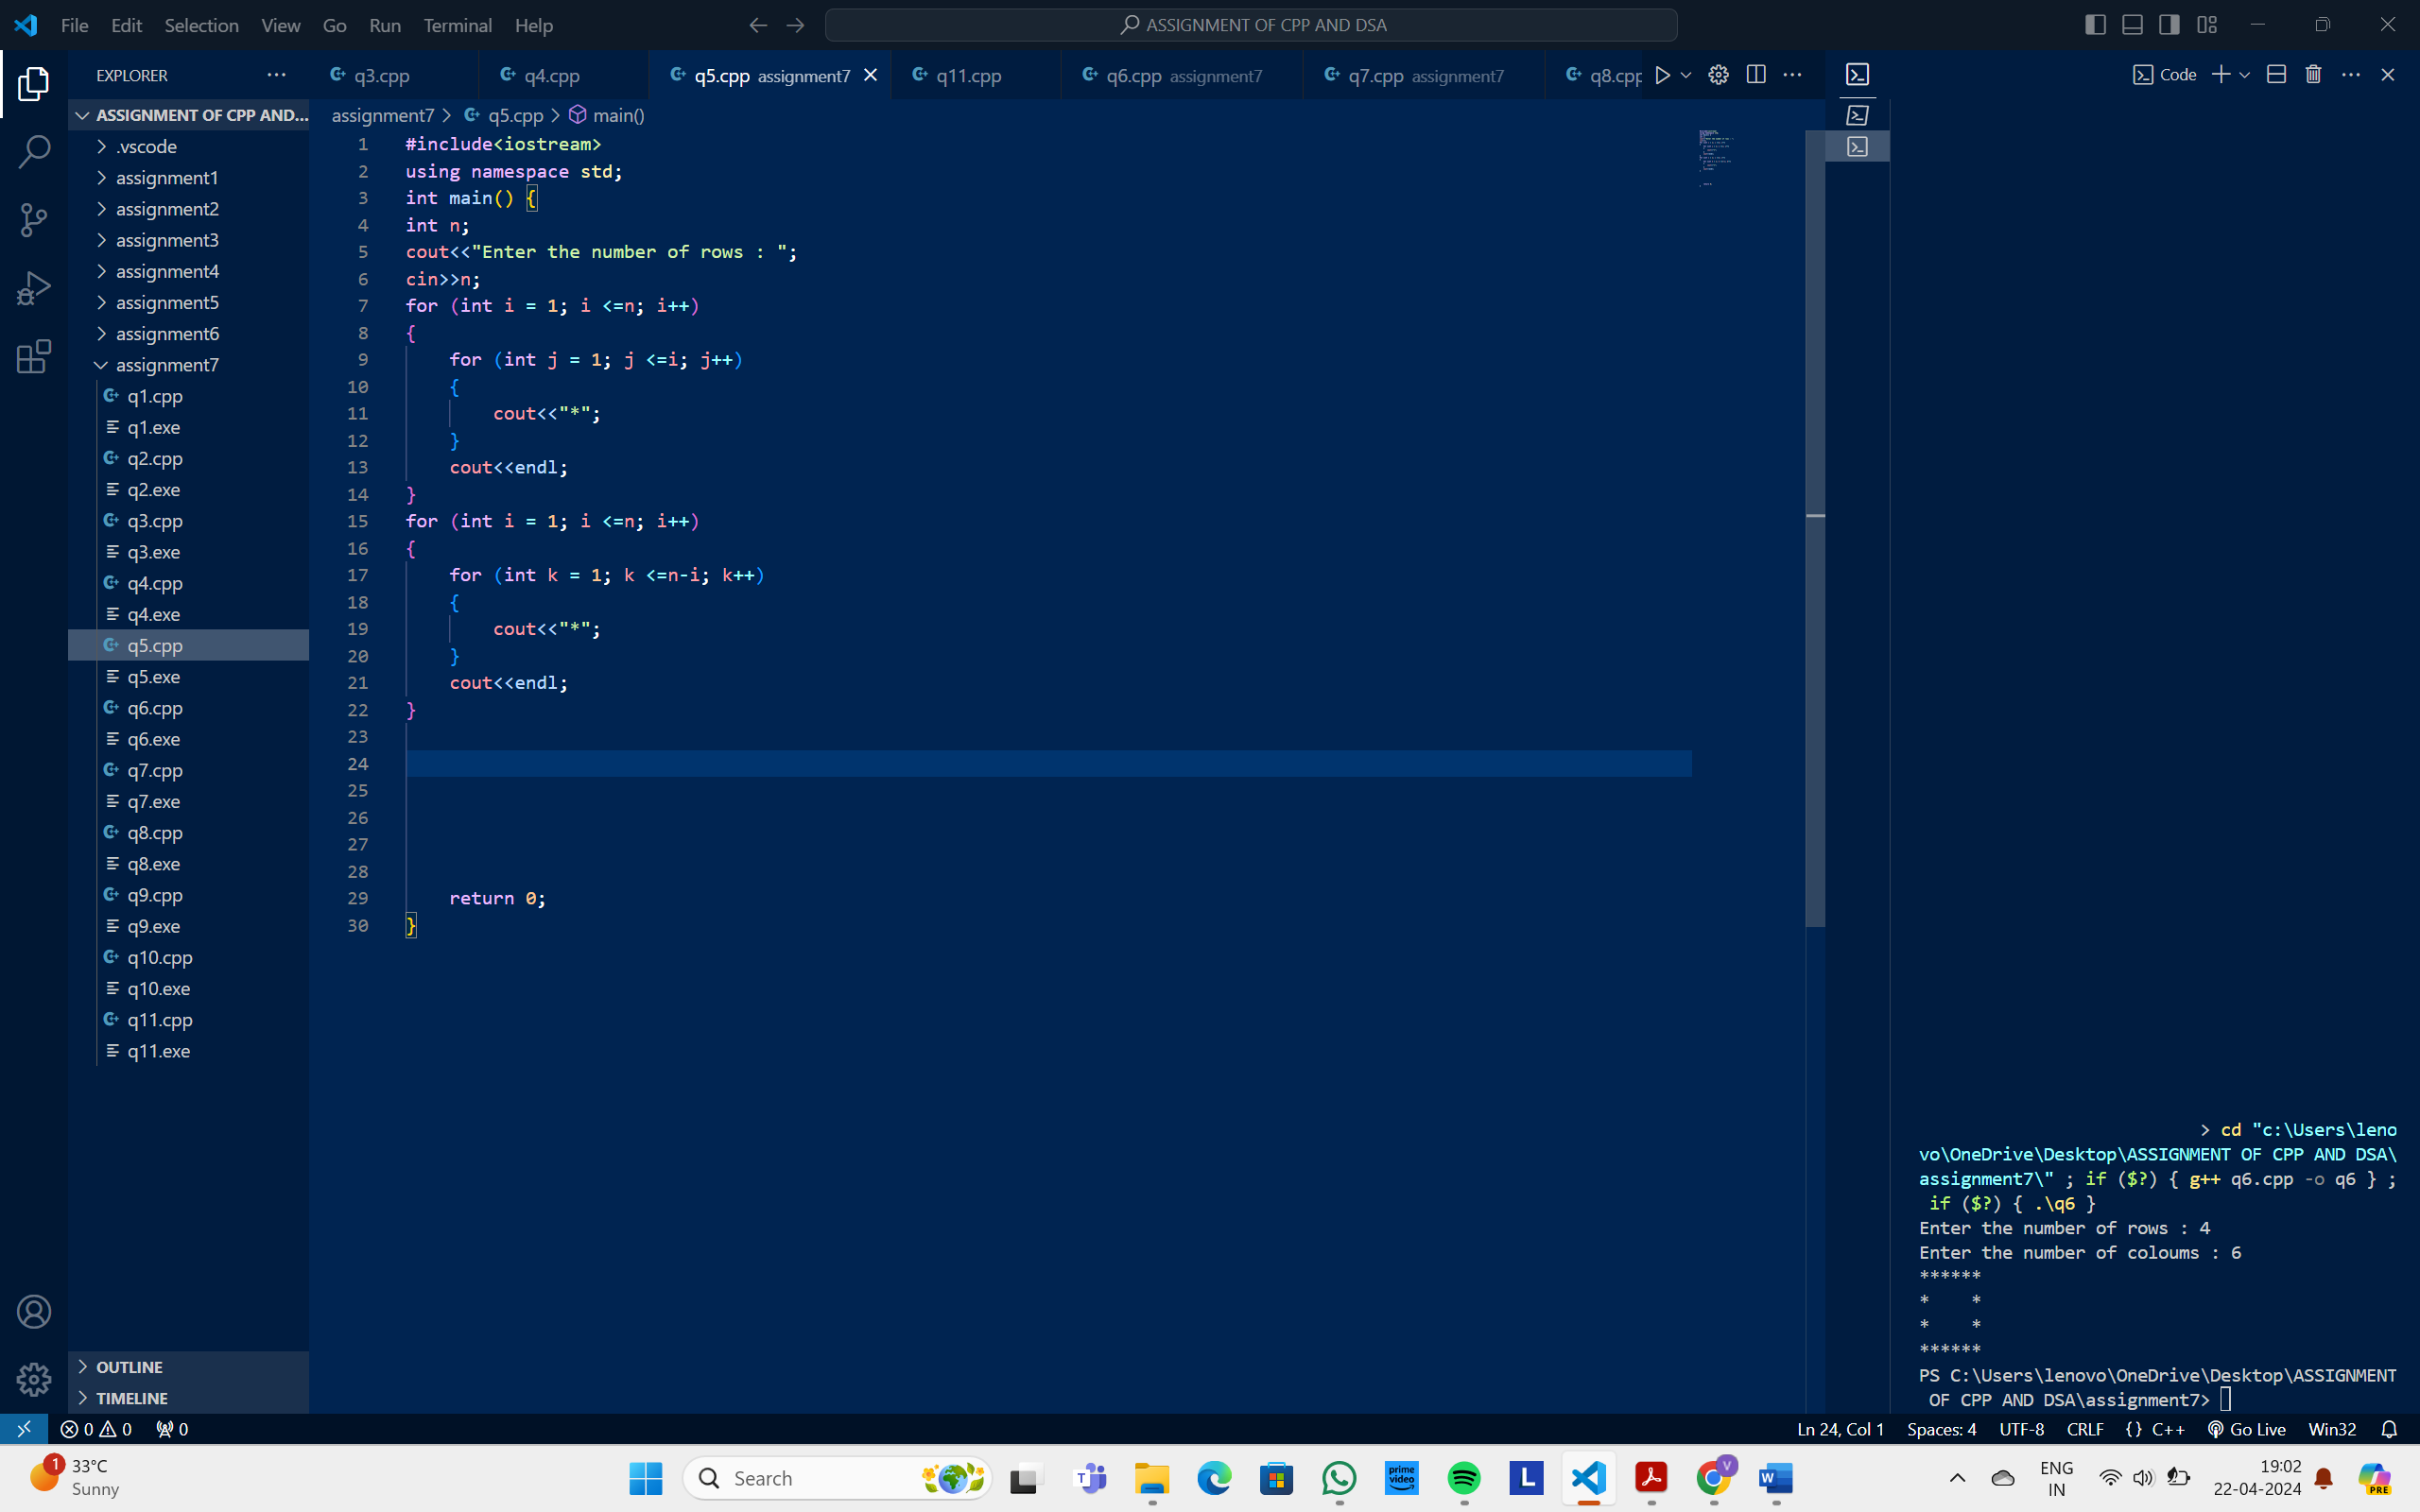 File Edit Selection View Go Run Terminal Help
ASSIGNMENT OF CPP AND DSA
EXPLORER
q3.cpp
q4.cpp
q5.cpp assignment7
q11.cpp
q6.cpp assignment7
q7.cpp assignment7
q8.cpp
Code
ASSIGNMENT OF CPP AND...
.vscode
assignment1
assignment2
assignment3
assignment4
assignment5
assignment6
assignment7
q1.cpp
q1.exe
q2.cpp
q2.exe
q3.cpp
q3.exe
q4.cpp
q4.exe
q5.cpp
q5.exe
q6.cpp
q6.exe
q7.cpp
q7.exe
q8.cpp
q8.exe
q9.cpp
q9.exe
q10.cpp
q10.exe
q11.cpp
q11.exe
OUTLINE
TIMELINE
assignment7 > q5.cpp > main()
1 #include<iostream>
2 using namespace std;
3 int main() {
4 int n;
5 cout<<"Enter the number of rows : ";
6 cin>>n;
7 for (int i = 1; i <=n; i++)
8 {
9     for (int j = 1; j <=i; j++)
10     {
11         cout<<"*";
12     }
13     cout<<endl;
14 }
15 for (int i = 1; i <=n; i++)
16 {
17     for (int k = 1; k <=n-i; k++)
18     {
19         cout<<"*";
20     }
21     cout<<endl;
22 }
23
24
25
26
27
28
29     return 0;
30 }
> cd "c:\Users\leno
vo\OneDrive\Desktop\ASSIGNMENT OF CPP AND DSA\
assignment7\" ; if ($?) { g++ q6.cpp -o q6 } ;
 if ($?) { .\q6 }
Enter the number of rows : 4
Enter the number of coloums : 6
******
*    *
*    *
******
PS C:\Users\lenovo\OneDrive\Desktop\ASSIGNMENT
 OF CPP AND DSA\assignment7>
0 0 0
Ln 24, Col 1 Spaces: 4 UTF-8 CRLF {} C++ Go Live Win32
1
33°C
Sunny
Search
T
prime video
L
V
W
ENG
IN
19:02
22-04-2024
PRE